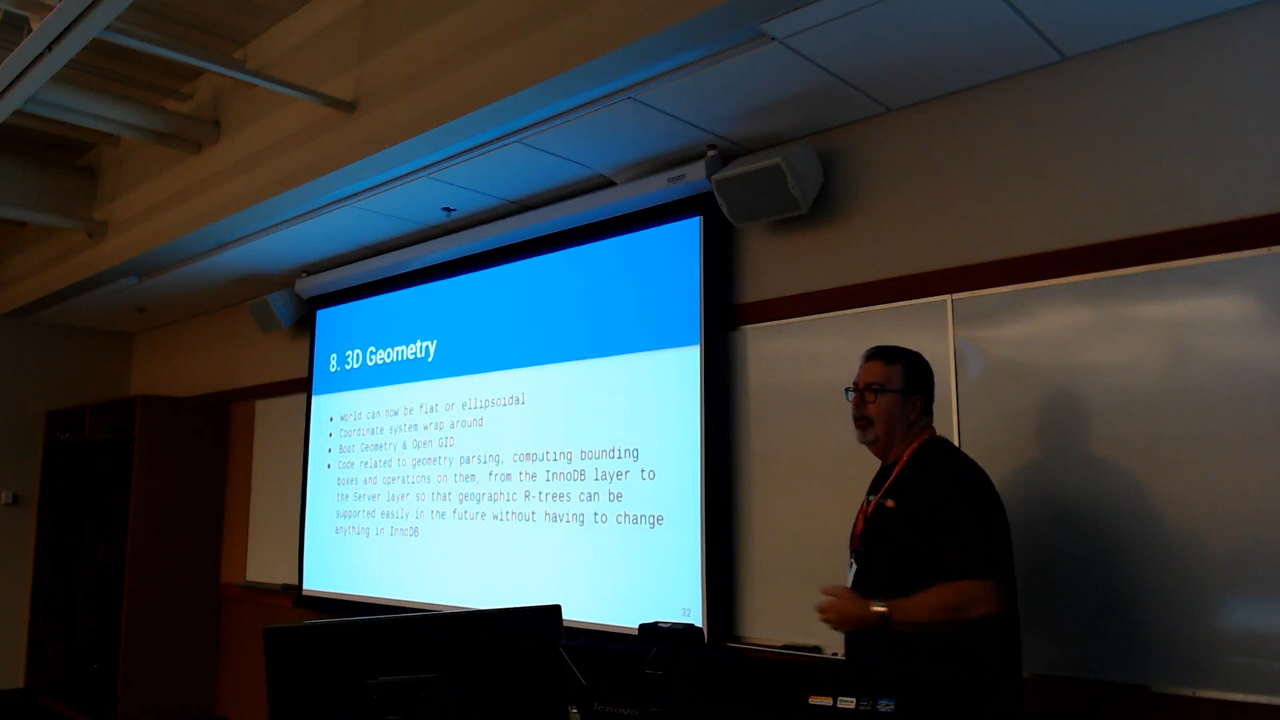 8. 3D Geometry
World can now be flat or ellipsoidal
Coordinate system wrap around
Boot Geometry & Open GID
Code related to geometry parsing, computing bounding
boxes and operations on them, from the InnoDB layer to
the Server layer so that geographic R-trees can be
supported easily in the future without having to change
anything in InnoDB
32
lenovo